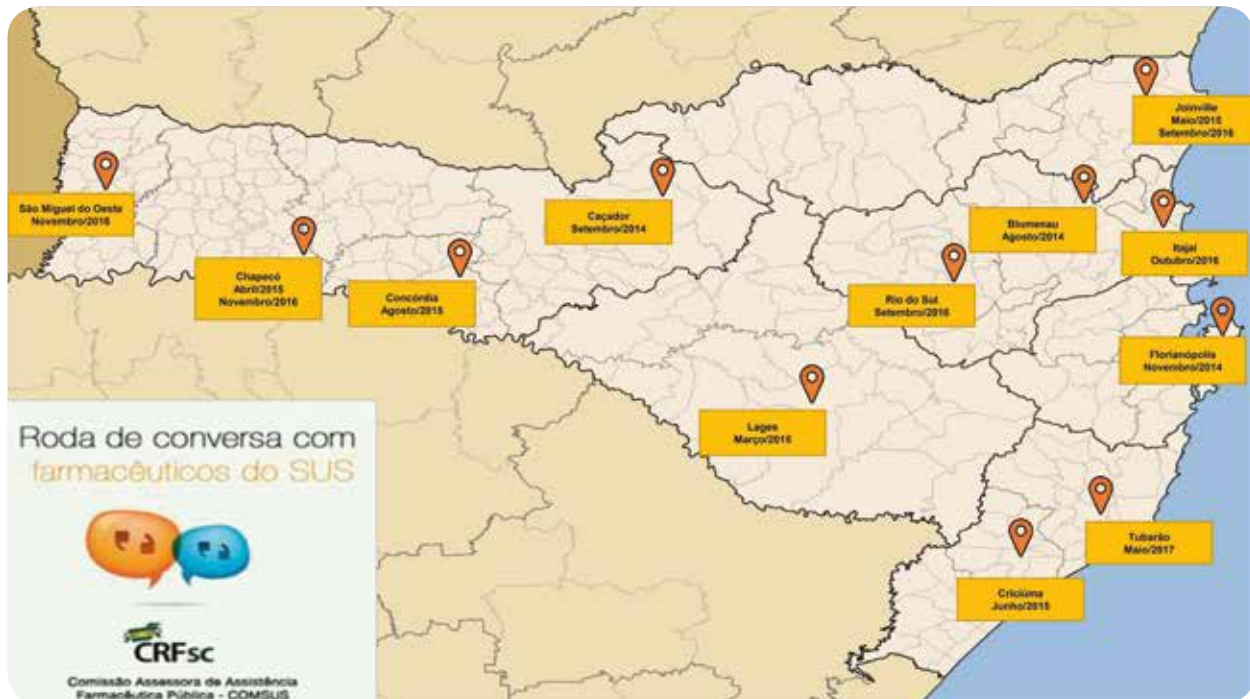 Joinville
Maio/2015
Setembro/2016
São Miguel do Oeste
Novembro/2016
Caçador
Setembro/2014
Blumenau
Agosto/2014
Itajaí
Outubro/2016
Chapecó
Abril/2015
Novembro/2016
Concórdia
Agosto/2015
Rio do Sul
Setembro/2016
Florianópolis
Novembro/2014
Lages
Março/2016
Tubarão
Maio/2017
Criciúma
Junho/2015
Roda de conversa com
farmacêuticos do SUS
CRFsc
Comissão Assessora de Assistência
Farmacêutica Pública - COMSUS